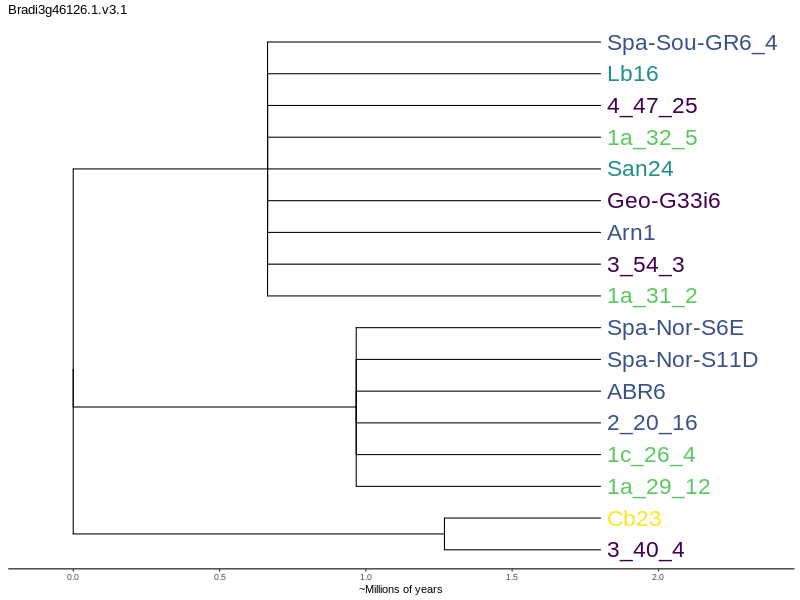 Bradi3g46126.1.v3.1
Spa-Sou-GR6_4
Lb16
4_47_25
1a_32_5
San24
Geo-G33i6
Arn1
3_54_3
1a_31_2
Spa-Nor-S6E
Spa-Nor-S11D
ABR6
2_20_16
1c_26_4
1a_29_12
Cb23
3_40_4
0.0 0.5 1.0 1.5 2.0
~Millions of years